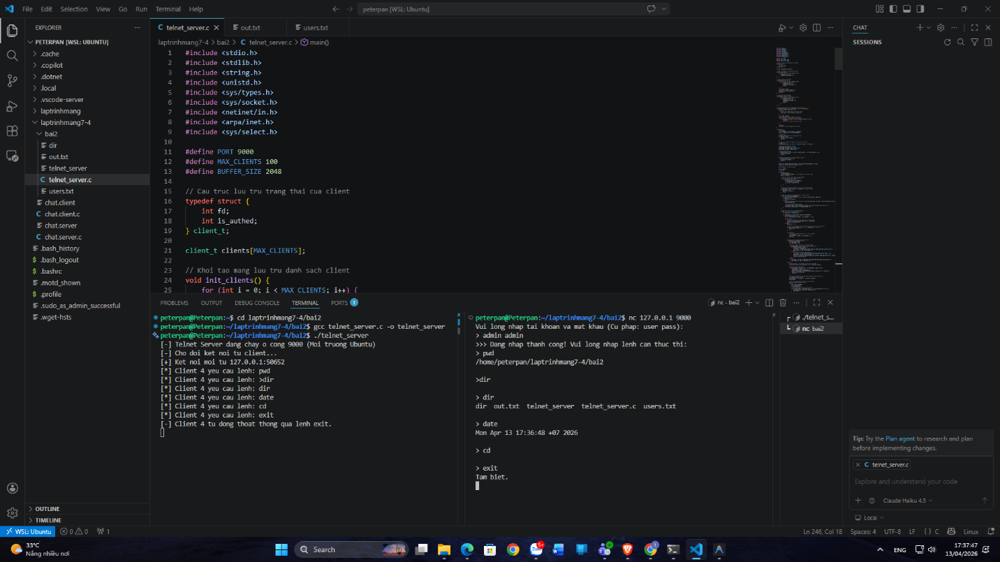 File Edit Selection View Go Run Terminal Help
peterpan [WSL: Ubuntu]
EXPLORER
PETERPAN [WSL: UBUNTU]
.cache
.copilot
.dotnet
.local
.vscode-server
laptrinhmang
laptrinhmang7-4
bai2
dir
out.txt
telnet_server
telnet_server.c
users.txt
chat.client
chat.client.c
chat.server
chat.server.c
.bash_history
.bash_logout
.bashrc
.motd_shown
.profile
.sudo_as_admin_successful
.wget-hsts
OUTLINE
TIMELINE
telnet_server.c
out.txt
users.txt
laptrinhmang7-4 > bai2 > C telnet_server.c > main()
1 #include <stdio.h>
2 #include <stdlib.h>
3 #include <string.h>
4 #include <unistd.h>
5 #include <sys/types.h>
6 #include <sys/socket.h>
7 #include <netinet/in.h>
8 #include <arpa/inet.h>
9 #include <sys/select.h>
10
11 #define PORT 9000
12 #define MAX_CLIENTS 100
13 #define BUFFER_SIZE 2048
14
15 // Cau truc luu tru trang thai cua client
16 typedef struct {
17 int fd;
18 int is_authed;
19 } client_t;
20
21 client_t clients[MAX_CLIENTS];
22
23 // Khoi tao mang luu tru danh sach client
24 void init_clients() {
25 for (int i = 0; i < MAX_CLIENTS; i++) {
PROBLEMS OUTPUT DEBUG CONSOLE TERMINAL PORTS 1
nc - bai2
peterpan@Peterpan:~$ cd laptrinhmang7-4/bai2
peterpan@Peterpan:~/laptrinhmang7-4/bai2$ gcc telnet_server.c -o telnet_server
peterpan@Peterpan:~/laptrinhmang7-4/bai2$ ./telnet_server
[-] Telnet Server dang chay o cong 9000 (Moi truong Ubuntu)
[-] Cho doi ket noi tu client...
[+] Ket noi moi tu 127.0.0.1:50652
[*] Client 4 yeu cau lenh: pwd
[*] Client 4 yeu cau lenh: >dir
[*] Client 4 yeu cau lenh: dir
[*] Client 4 yeu cau lenh: date
[*] Client 4 yeu cau lenh: cd
[*] Client 4 yeu cau lenh: exit
[-] Client 4 tu dong thoat thong qua lenh exit.
peterpan@Peterpan:~/laptrinhmang7-4/bai2$ nc 127.0.0.1 9000
Vui long nhap tai khoan va mat khau (Cu phap: user pass):
> admin admin
>>> Dang nhap thanh cong! Vui long nhap lenh can thuc thi:
> pwd
/home/peterpan/laptrinhmang7-4/bai2
>dir
> dir
dir out.txt telnet_server telnet_server.c users.txt
> date
Mon Apr 13 17:36:48 +07 2026
> cd
> exit
Tam biet.
./telnet_s...
nc bai2
CHAT
SESSIONS
Tip: Try the Plan agent to research and plan
before implementing changes.
telnet_server.c
Explore and understand your code
Claude Haiku 4.5
Local
WSL: Ubuntu 0 0 1
Ln 246, Col 18 Spaces: 4 UTF-8 LF {} C Linux
33°C
Nắng nhiều nơi
Search
5+
1
ENG
17:37:47
13/04/2026